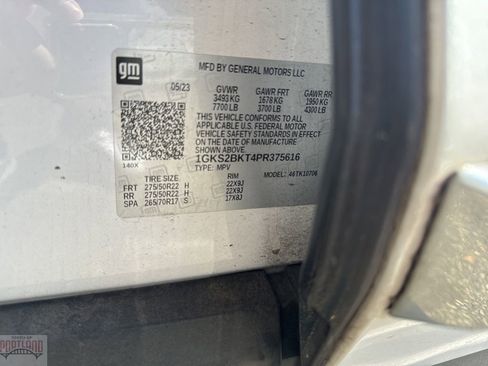 gm
MFD BY GENERAL MOTORS LLC
05/23 GVWR GAWR FRT GAWR RR
3493 KG 1678 KG 1950 KG
7700 LB 3700 LB 4300 LB
THIS VEHICLE CONFORMS TO ALL
APPLICABLE U.S. FEDERAL MOTOR
VEHICLE SAFETY STANDARDS IN EFFECT
ON THE DATE OF MANUFACTURE
SHOWN ABOVE.
1GKS2BKT4PR375616
140X TYPE: MPV MODEL: 46TK10706
TIRE SIZE RIM
FRT 275/50R22 H 22X9J
RR 275/50R22 H 22X9J
SPA 265/70R17 S 17X8J
PORTLAND